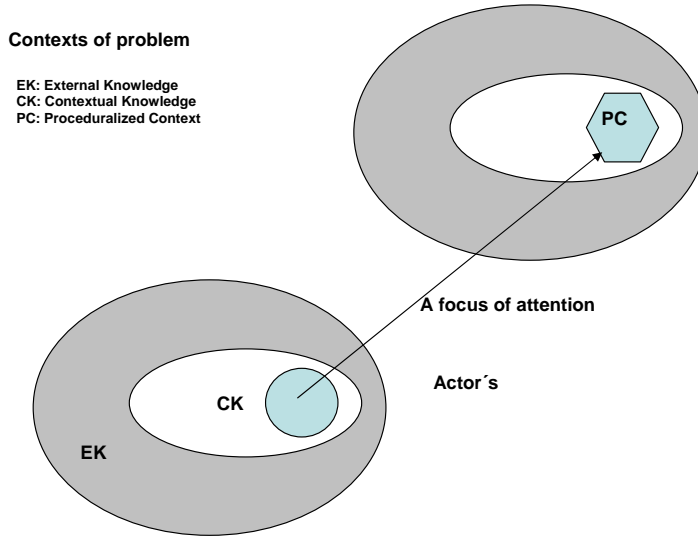 Contexts of problem
EK: External Knowledge
CK: Contextual Knowledge
PC: Proceduralized Context
PC
A focus of attention
Actor´s
CK
EK